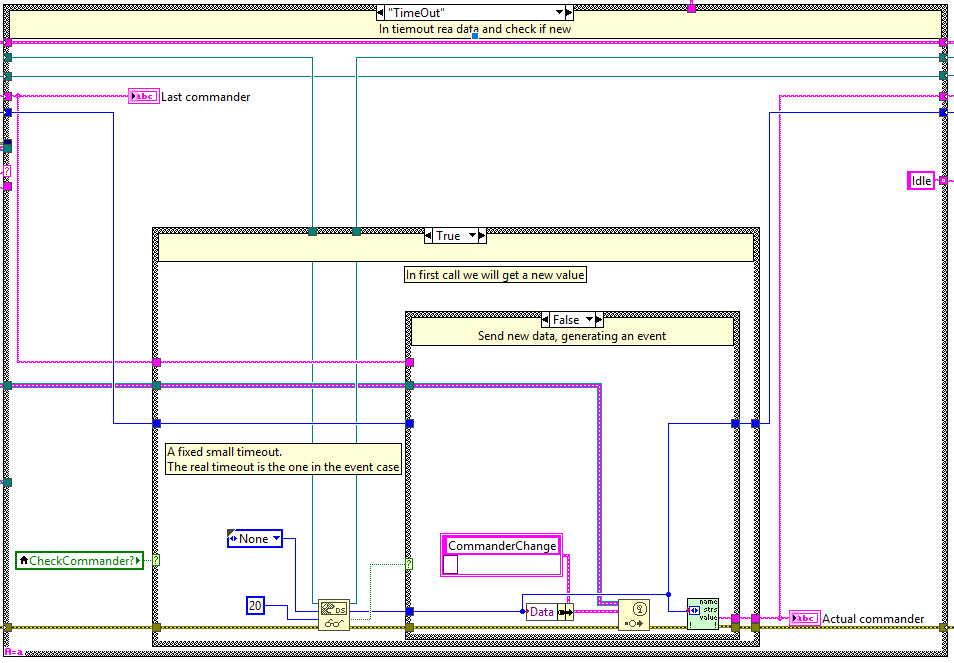 "TimeOut"
In tiemout rea data and check if new
Last commander
?
Idle
True
In first call we will get a new value
False
Send new data, generating an event
A fixed small timeout.
The real timeout is the one in the event case
None
CommanderChange
CheckCommander?
?
?
20
DS
Data
name
strs
value
abc
abc
Actual commander
A=a